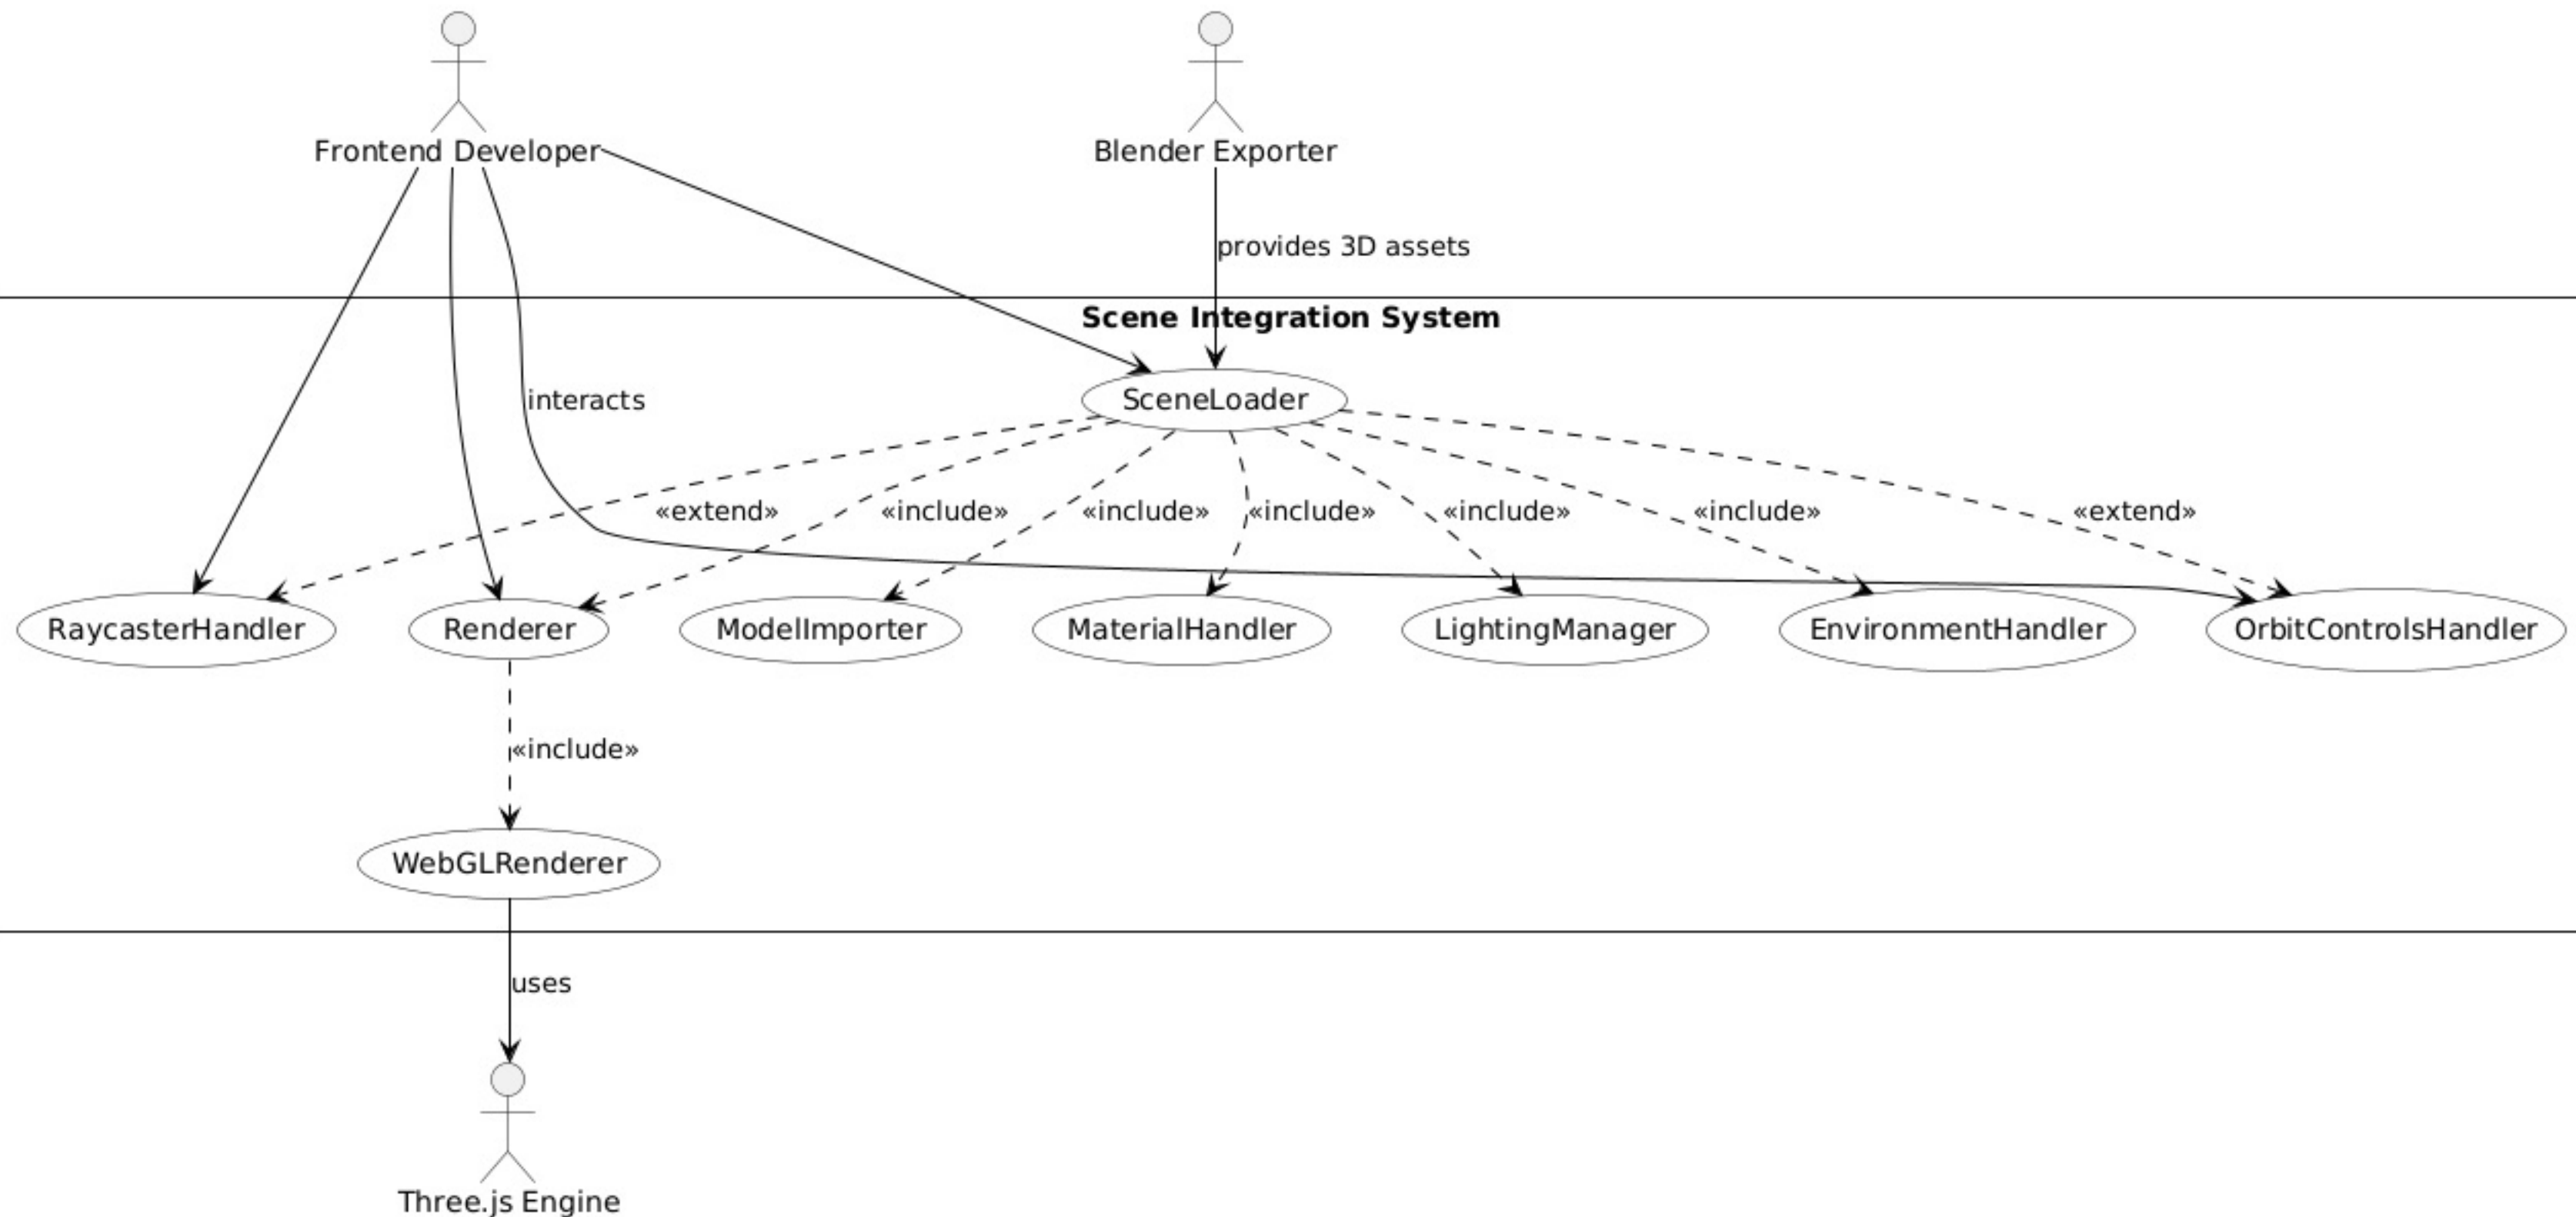 Frontend Developer
Blender Exporter
provides 3D assets
Scene Integration System
interacts
SceneLoader
«extend»
«include»
«include»
«include»
«include»
«include»
«extend»
RaycasterHandler
Renderer
ModelImporter
MaterialHandler
LightingManager
EnvironmentHandler
OrbitControlsHandler
«include»
WebGLRenderer
uses
Three.js Engine